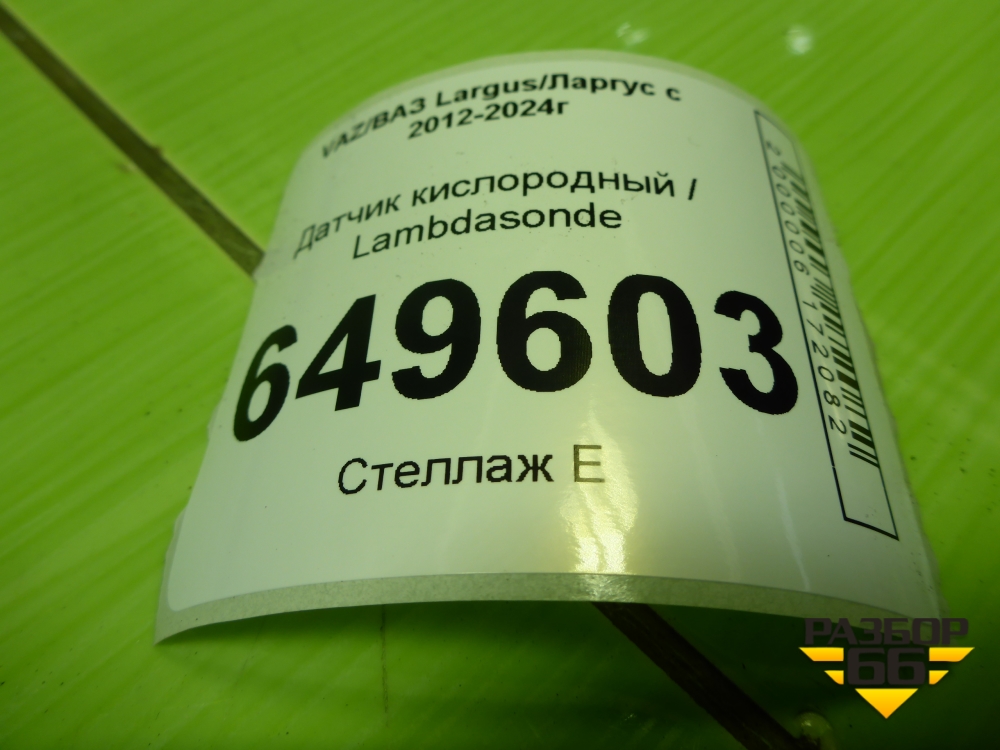 VAZ/ВАЗ Largus/Ларгус с
2012-2024г
Датчик кислородный /
Lambdasonde
649603
Стеллаж E
2000006172082
РАЗБОР
66